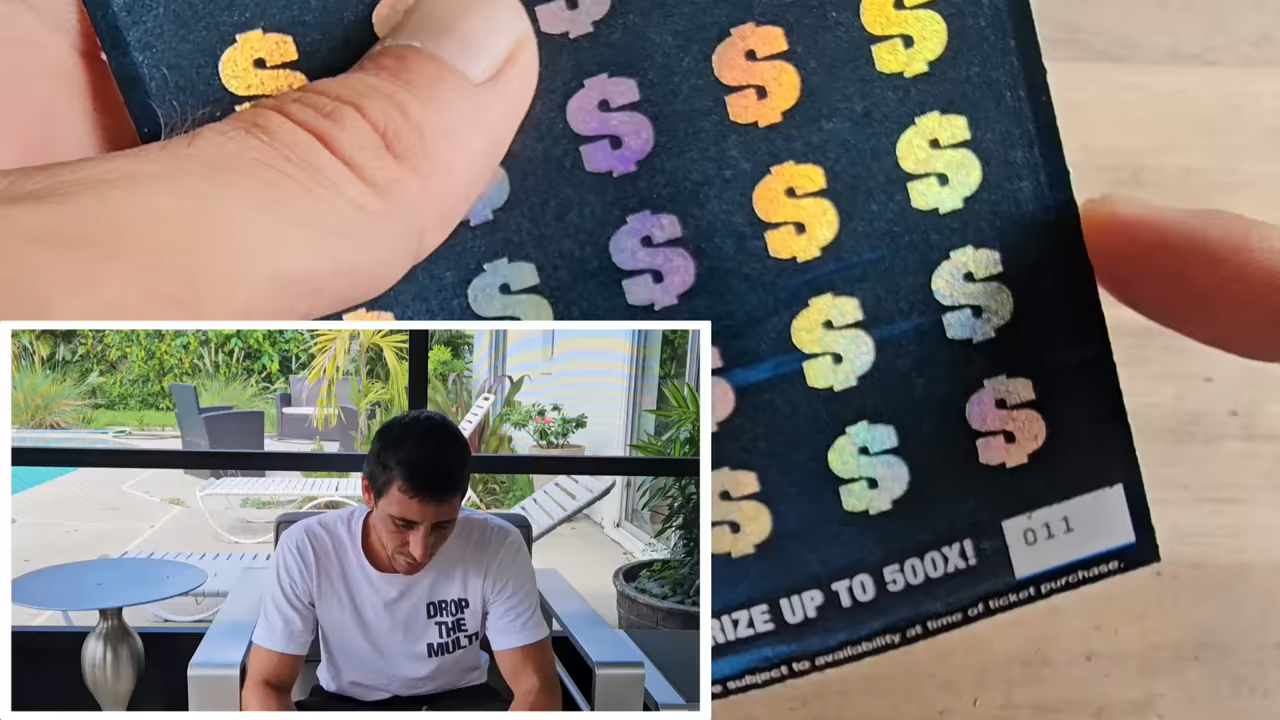 RIZE UP TO 500X!
011
e subject to availability at time of ticket purchase.
DROP
THE
MULTI